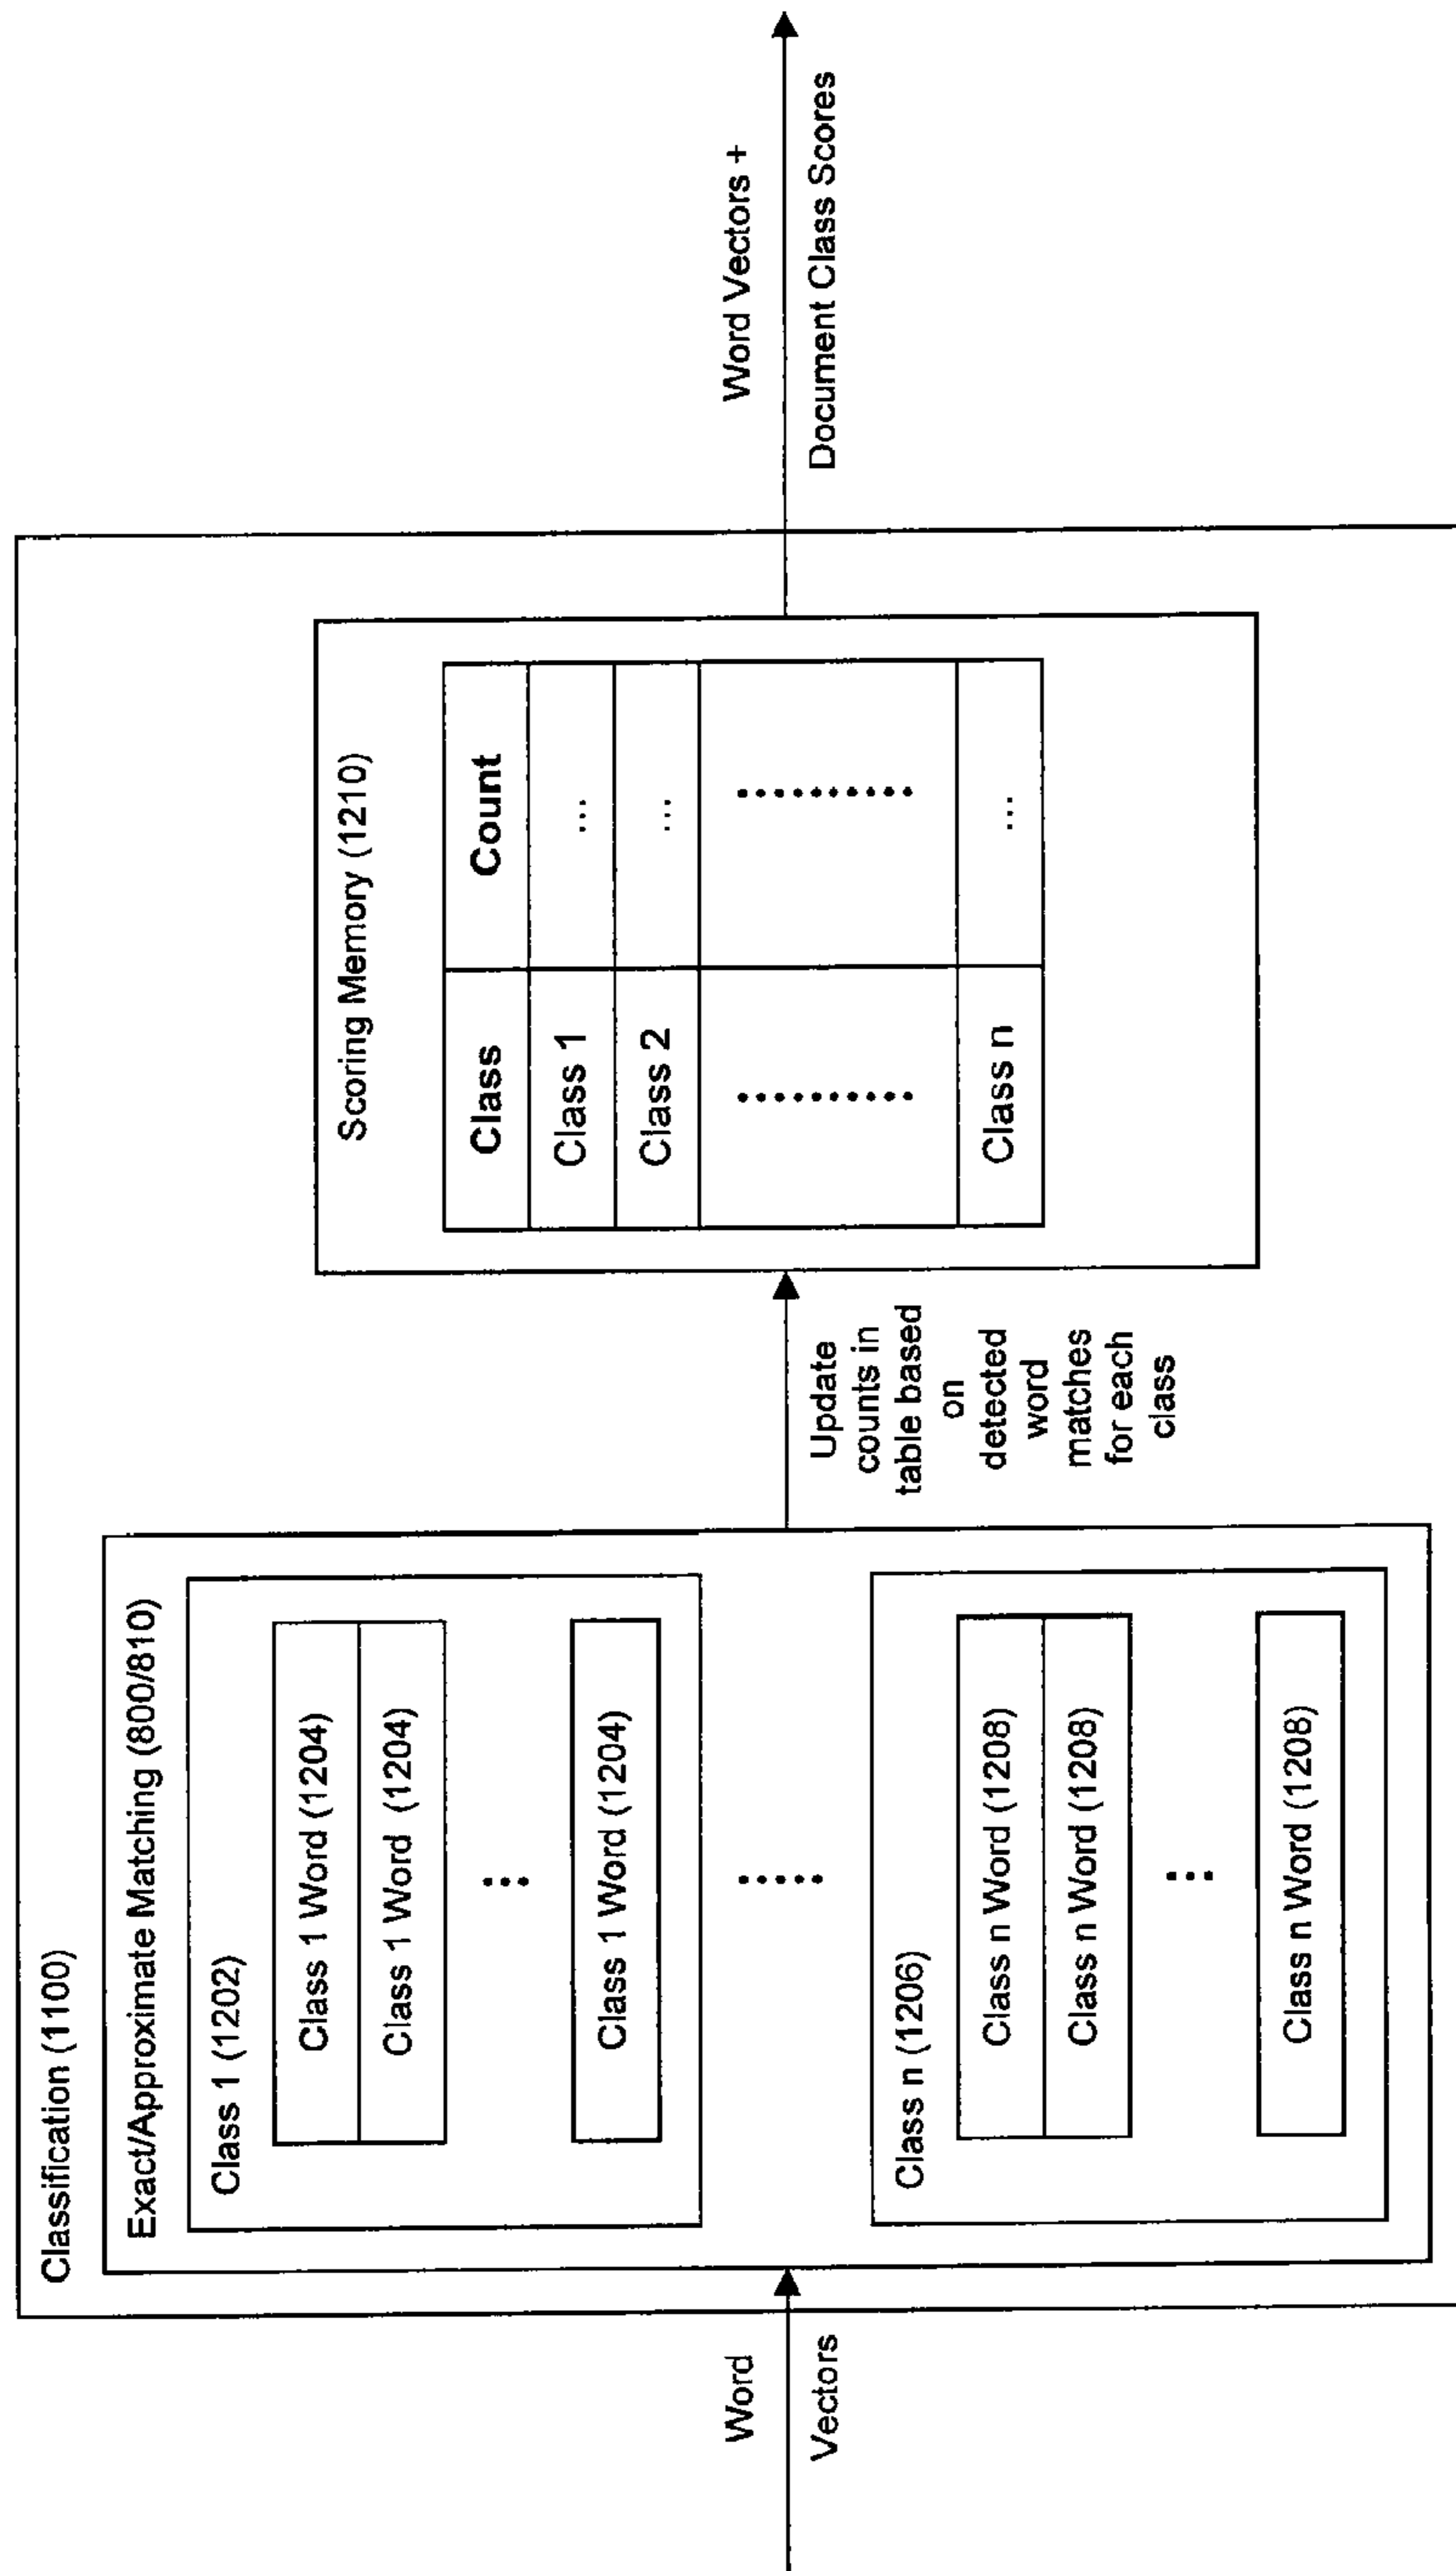 Classification (1100)
Exact/Approximate Matching (800/810)
Word
Vectors
Class 1 (1202)
Class 1 Word (1204)
Class 1 Word (1204)
...
Class 1 Word (1204)
.....
Class n (1206)
Class n Word (1208)
Class n Word (1208)
...
Class n Word (1208)
Update
counts in
table based
on
detected
word
matches
for each
class
Scoring Memory (1210)
Class Count
Class 1 ...
Class 2 ...
.......... ..........
Class n ...
Word Vectors +
Document Class Scores